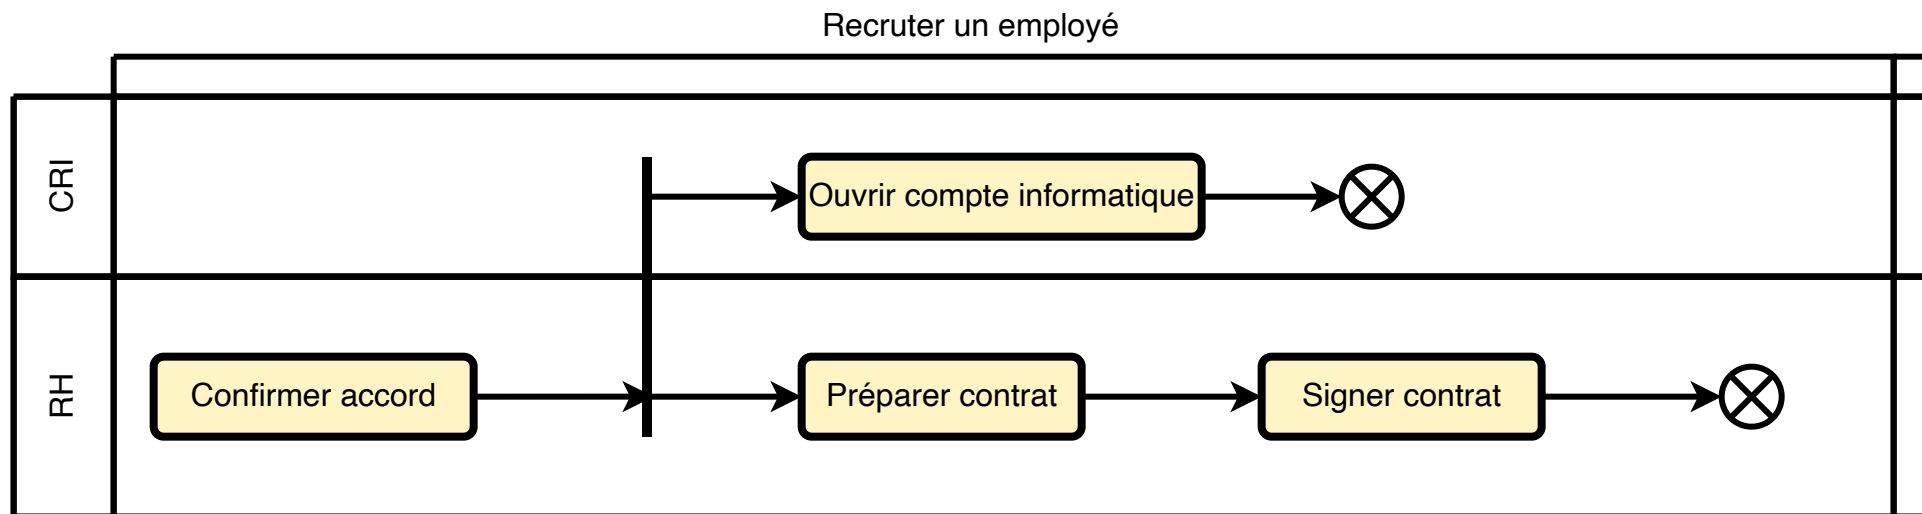 Recruter un employé
CRI
Ouvrir compte informatique
RH
Confirmer accord
Préparer contrat
Signer contrat